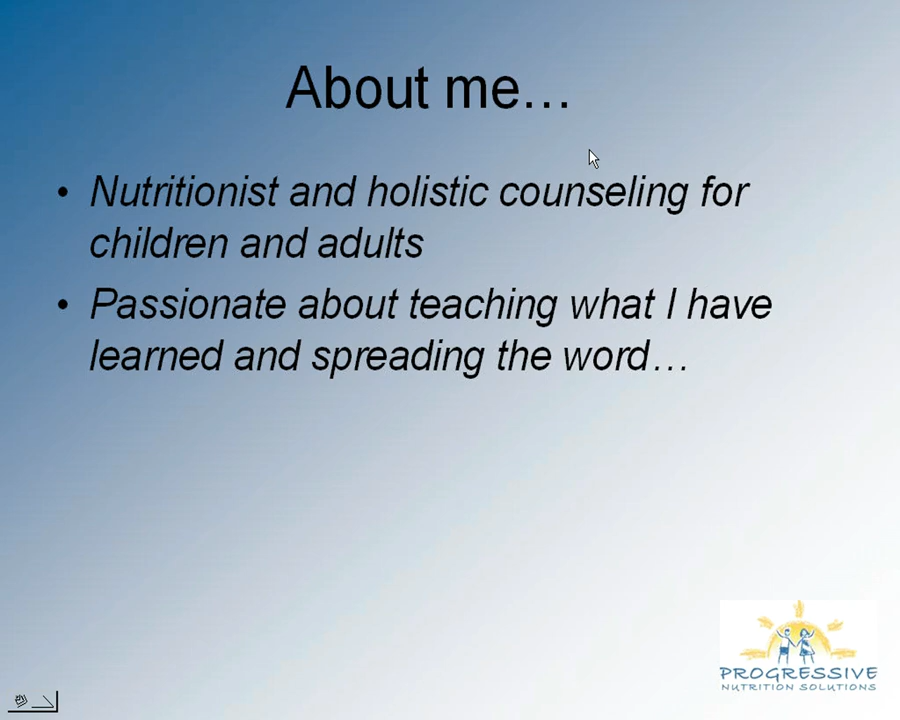 About me…
• Nutritionist and holistic counseling for
children and adults
• Passionate about teaching what I have
learned and spreading the word…
PROGRESSIVE
NUTRITION SOLUTIONS